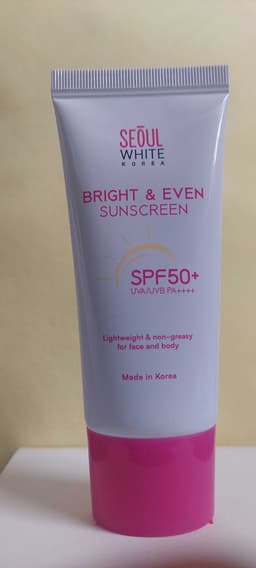 SEOUL
WHITE
KOREA
BRIGHT & EVEN
SUNSCREEN
SPF50+
UVA/UVB PA++++
Lightweight & non-greasy
for face and body
Made in Korea